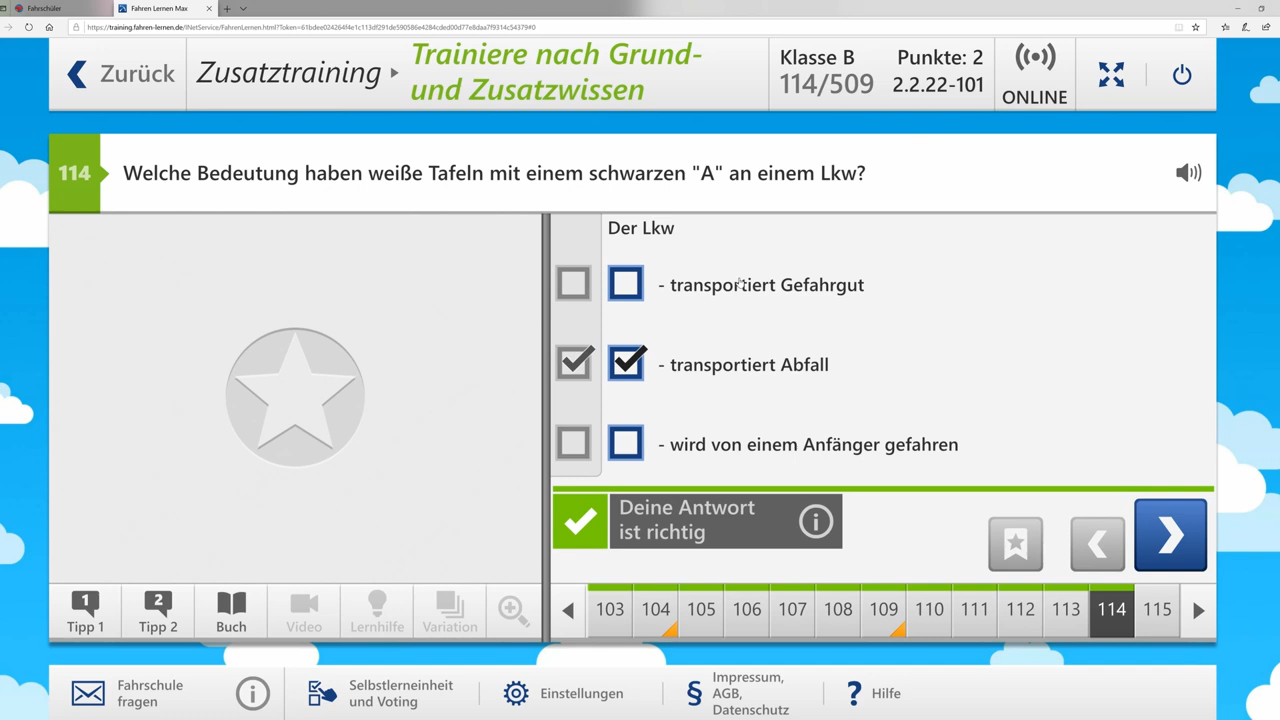 Fahrschüler
Fahren Lernen Max
https://training.fahren-lernen.de/INetService/FahrenLernen.html?Token=61bdee024264f4e1c113df291de590586e4284cded00d77e8daa7f9314c54379#0
Zurück
Zusatztraining
Trainiere nach Grund-
und Zusatzwissen
Klasse B
114/509
Punkte: 2
2.2.22-101
ONLINE
114
Welche Bedeutung haben weiße Tafeln mit einem schwarzen "A" an einem Lkw?
Der Lkw
- transportiert Gefahrgut
- transportiert Abfall
- wird von einem Anfänger gefahren
Deine Antwort
ist richtig
1
Tipp 1
2
Tipp 2
Buch
Video
Lernhilfe
Variation
103 104 105 106 107 108 109 110 111 112 113 114 115
Fahrschule
fragen
Selbstlerneinheit
und Voting
Einstellungen
§
Impressum,
AGB,
Datenschutz
?
Hilfe